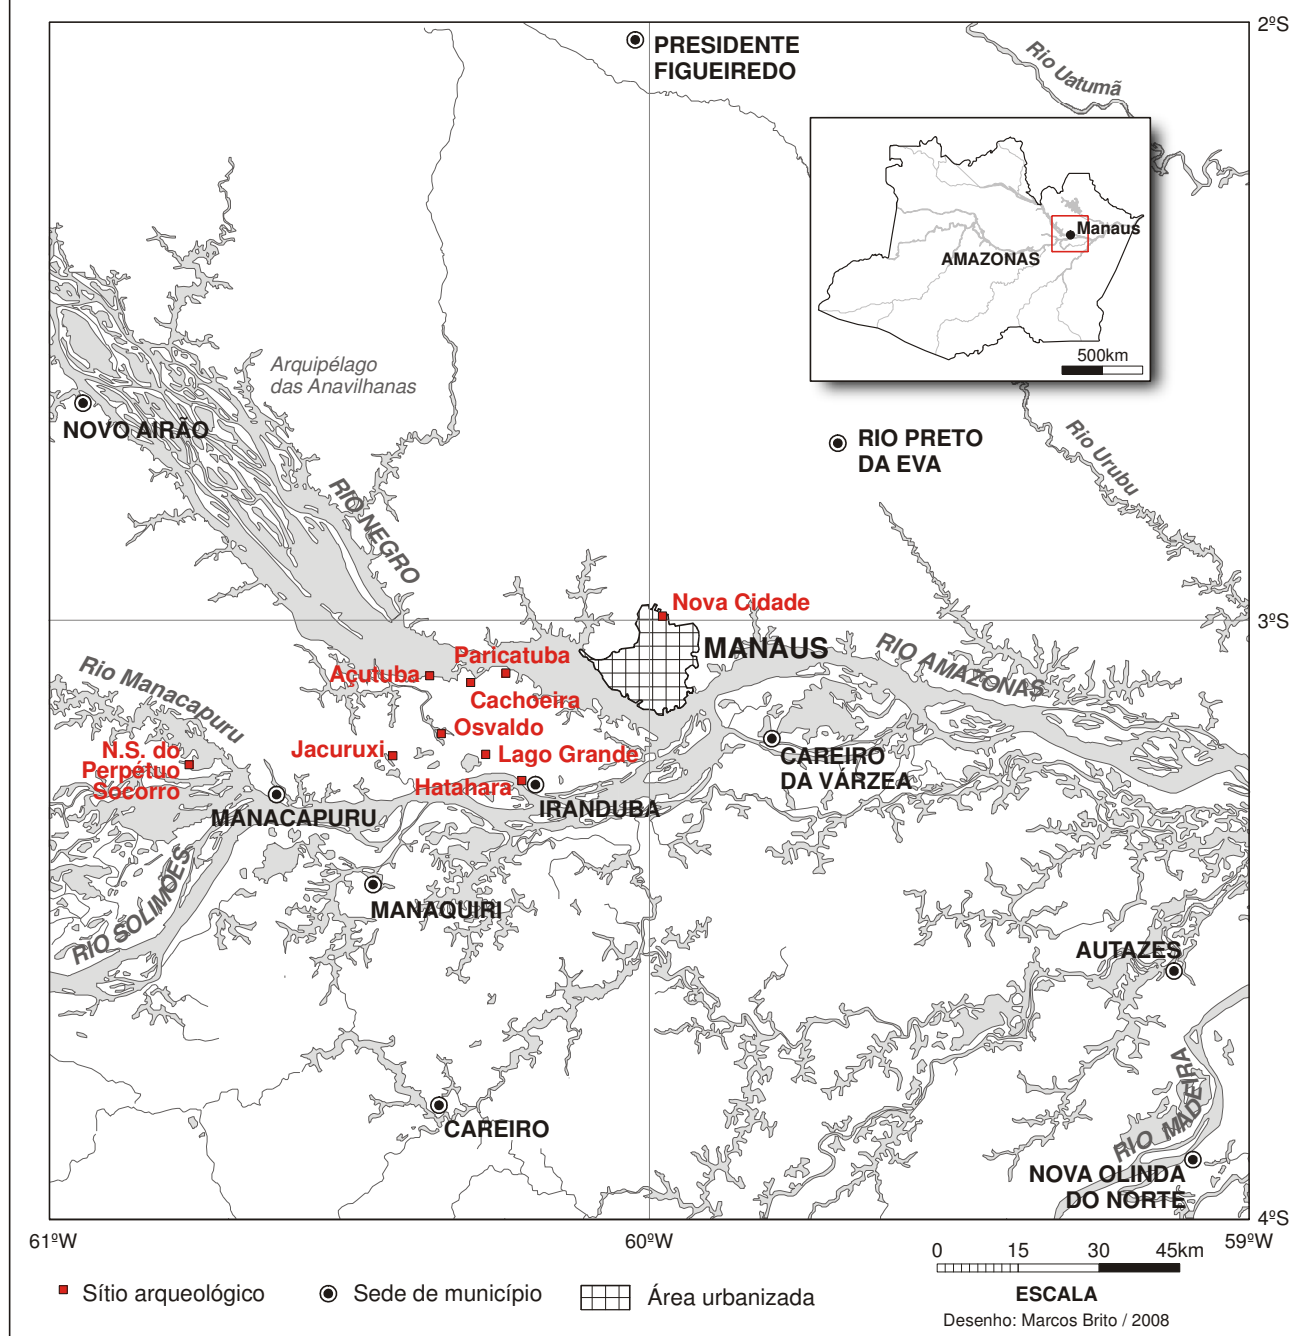 2ºS
PRESIDENTE
FIGUEIREDO
Rio Uatumã
Manaus
AMAZONAS
500km
Arquipélago
das Anavilhanas
NOVO AIRÃO
RIO PRETO
DA EVA
Rio Urubu
RIO NEGRO
Nova Cidade
3ºS
MANAUS
RIO AMAZONAS
Paricatuba
Açutuba
Cachoeira
Rio Manacapuru
Osvaldo
Jacuruxi
Lago Grande
N.S. do
Perpétuo
Socorro
Hatahara
CAREIRO
DA VÁRZEA
IRANDUBA
MANACAPURU
RIO SOLIMÕES
MANAQUIRI
AUTAZES
CAREIRO
RIO MADEIRA
NOVA OLINDA
DO NORTE
4ºS
61ºW
60ºW
59ºW
0 15 30 45km
ESCALA
Sítio arqueológico
Sede de município
Área urbanizada
Desenho: Marcos Brito / 2008